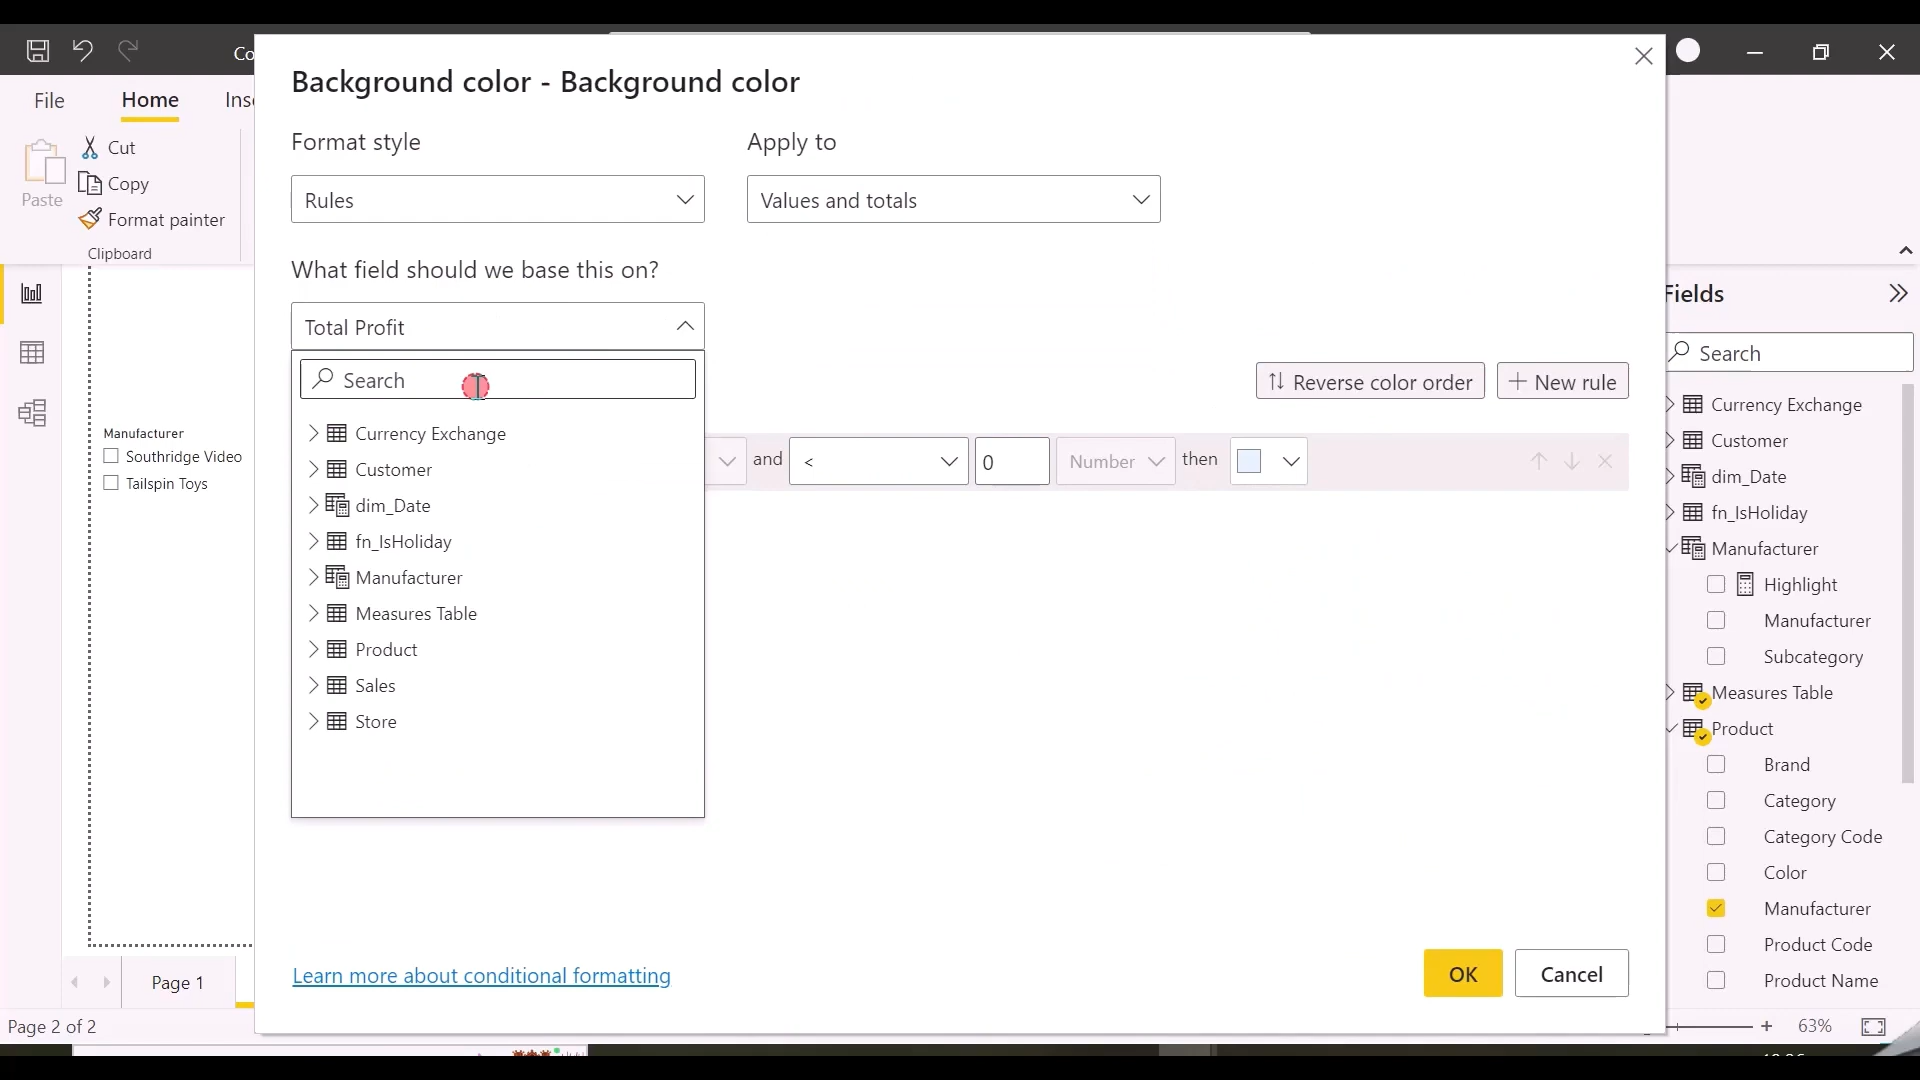 Co
Background color - Background color
File
Home
Ins
Format style
Apply to
Cut
Copy
Paste
Format painter
Clipboard
Rules
Values and totals
What field should we base this on?
Total Profit
Search
Reverse color order
New rule
Currency Exchange
Customer
dim_Date
fn_IsHoliday
Manufacturer
Measures Table
Product
Sales
Store
and
<
0
Number
then
Manufacturer
Southridge Video
Tailspin Toys
Learn more about conditional formatting
OK
Cancel
Fields
Search
Currency Exchange
Customer
dim_Date
fn_IsHoliday
Manufacturer
Highlight
Manufacturer
Subcategory
Measures Table
Product
Brand
Category
Category Code
Color
Manufacturer
Product Code
Product Name
Page 1
Page 2 of 2
63%